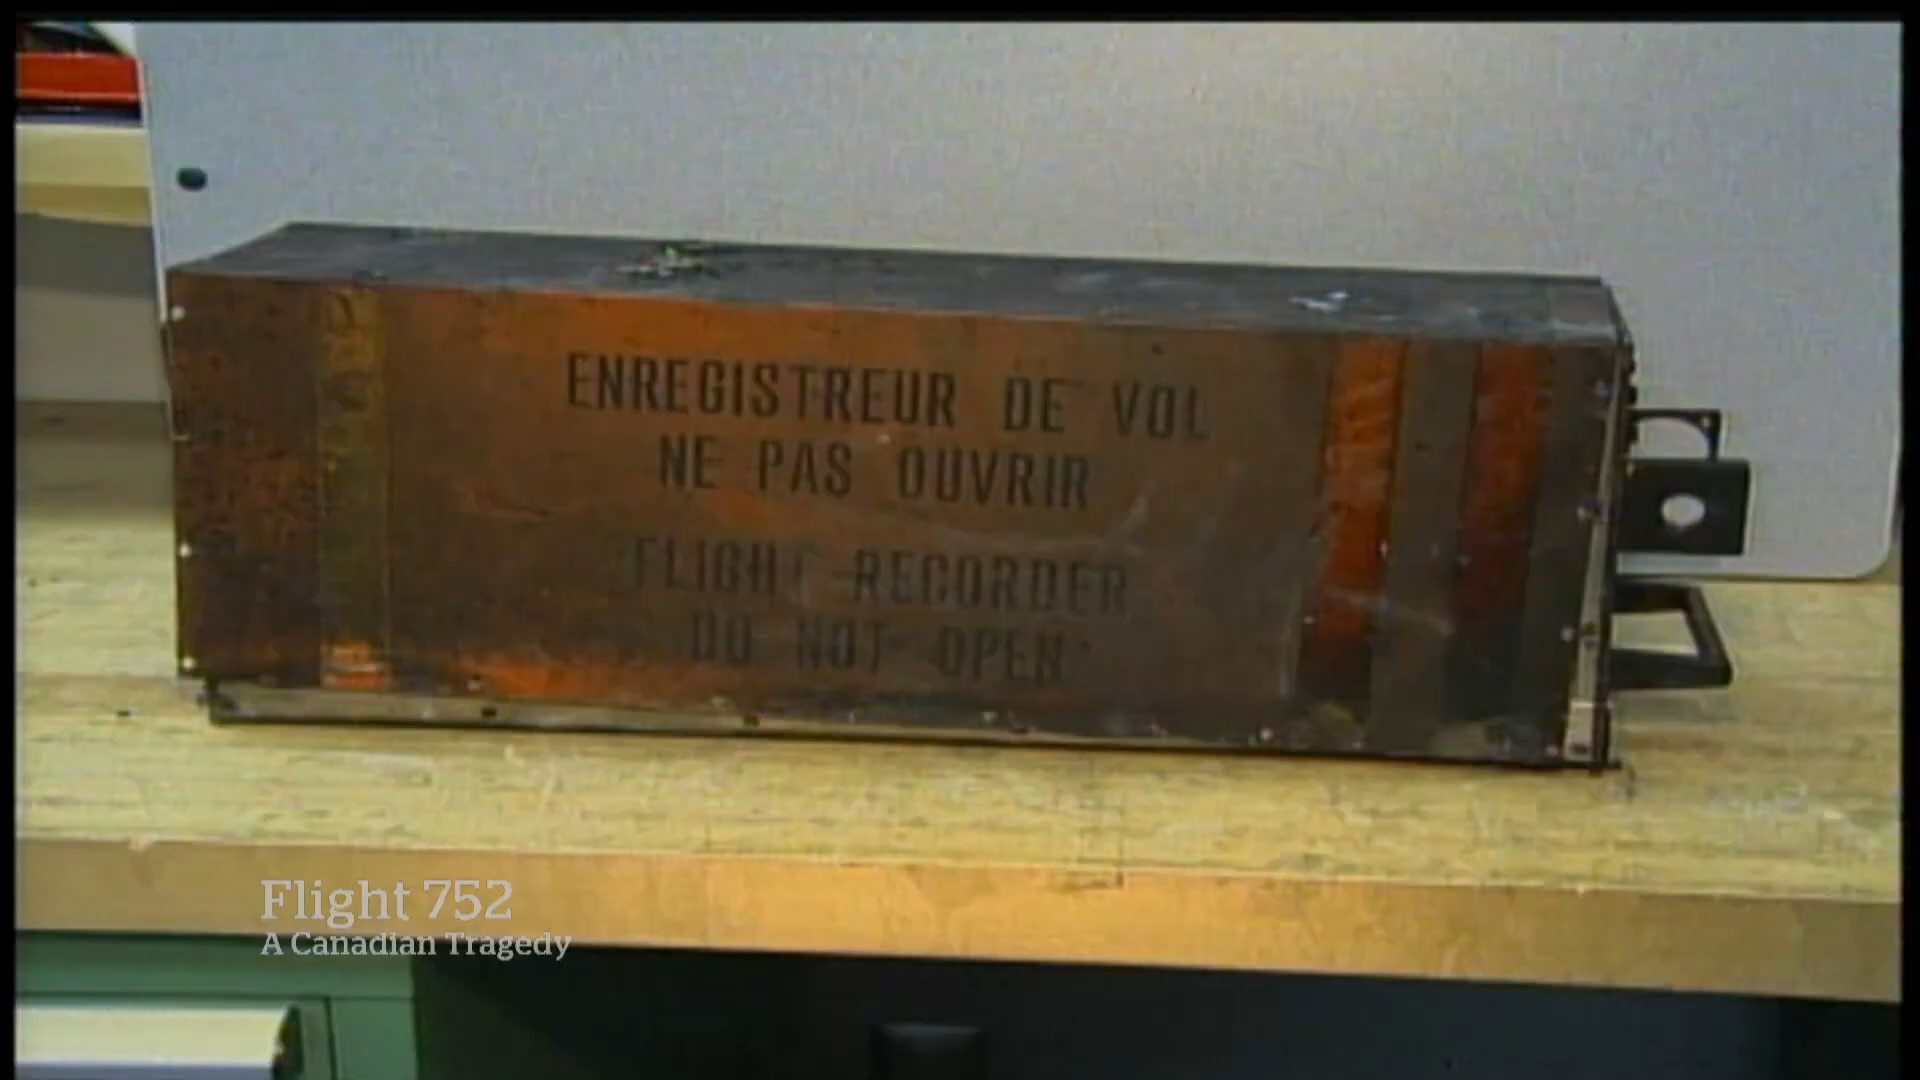 ENREGISTREUR DE VOL
NE PAS OUVRIR
FLIGHT RECORDER
DO NOT OPEN
Flight 752
A Canadian Tragedy